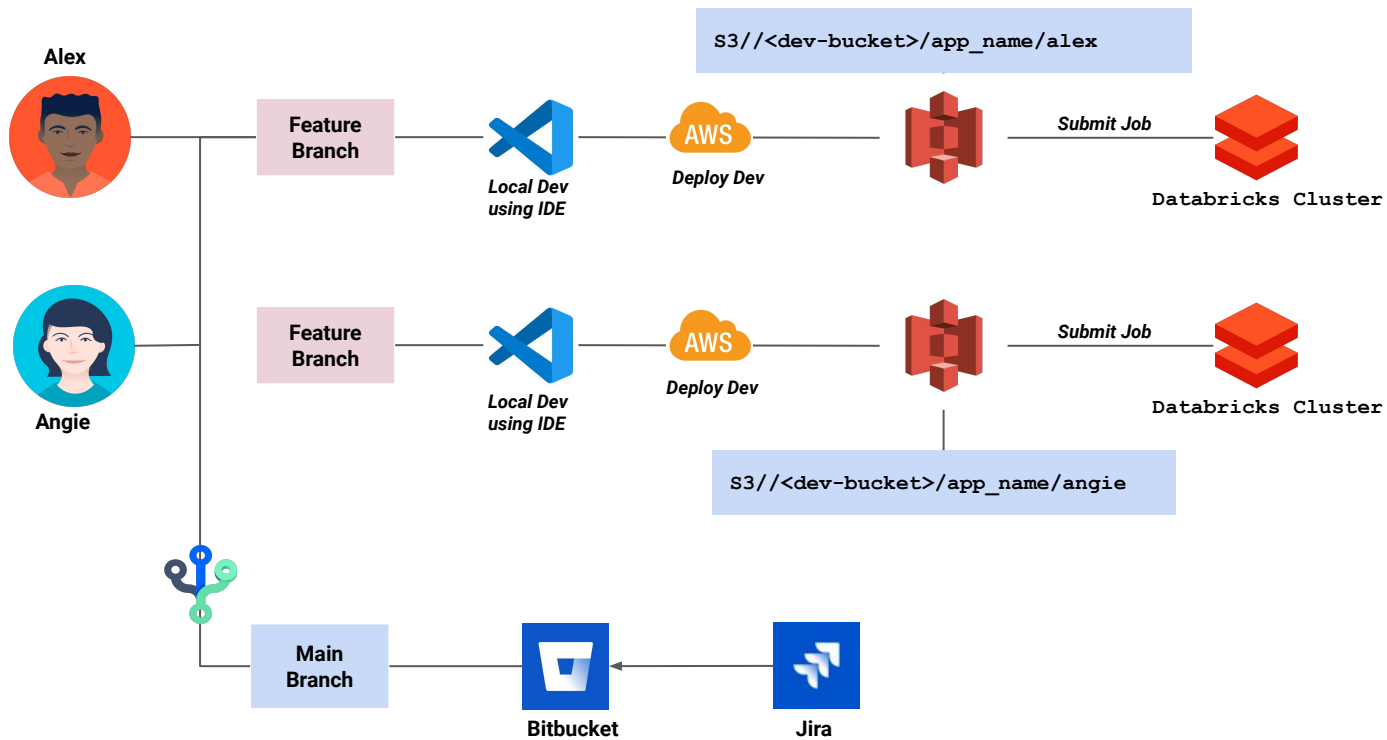 S3//<dev-bucket>/app_name/alex
Alex
Feature
Branch
Local Dev
using IDE
AWS
Deploy Dev
Submit Job
Databricks Cluster
Feature
Branch
Local Dev
using IDE
AWS
Deploy Dev
Submit Job
Databricks Cluster
Angie
S3//<dev-bucket>/app_name/angie
Main
Branch
Bitbucket
Jira